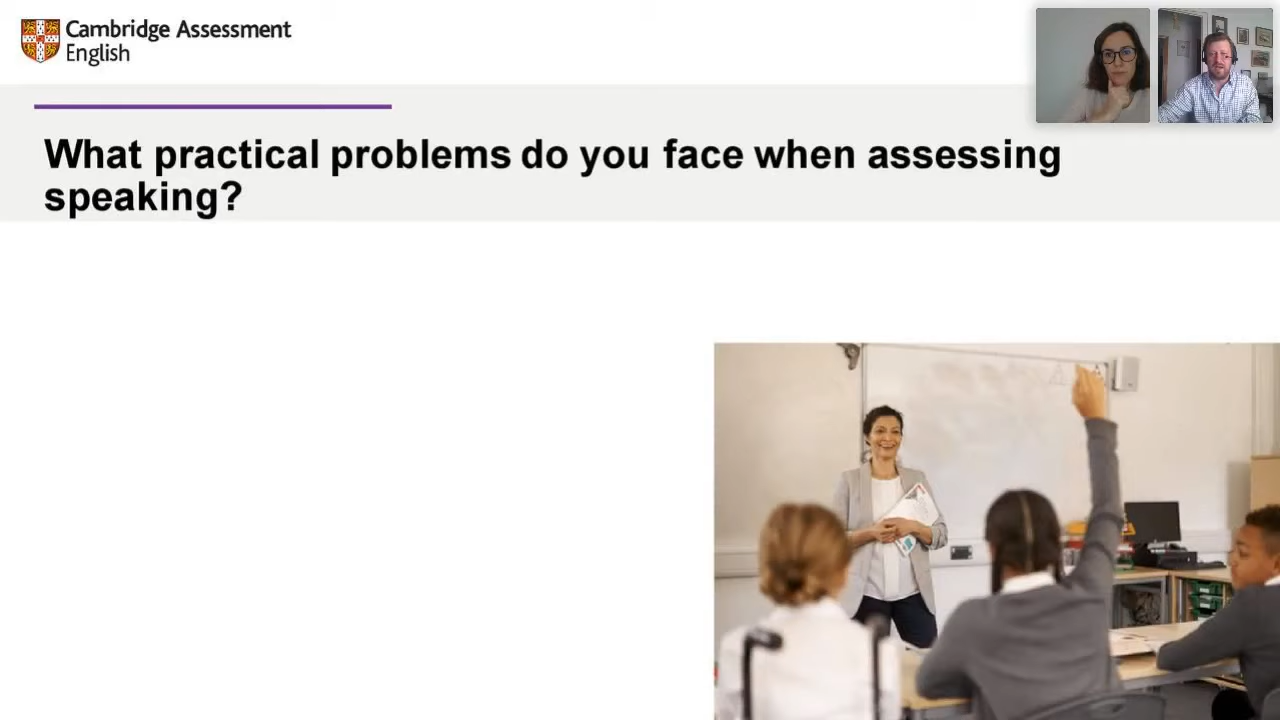 Cambridge Assessment
English
What practical problems do you face when assessing
speaking?